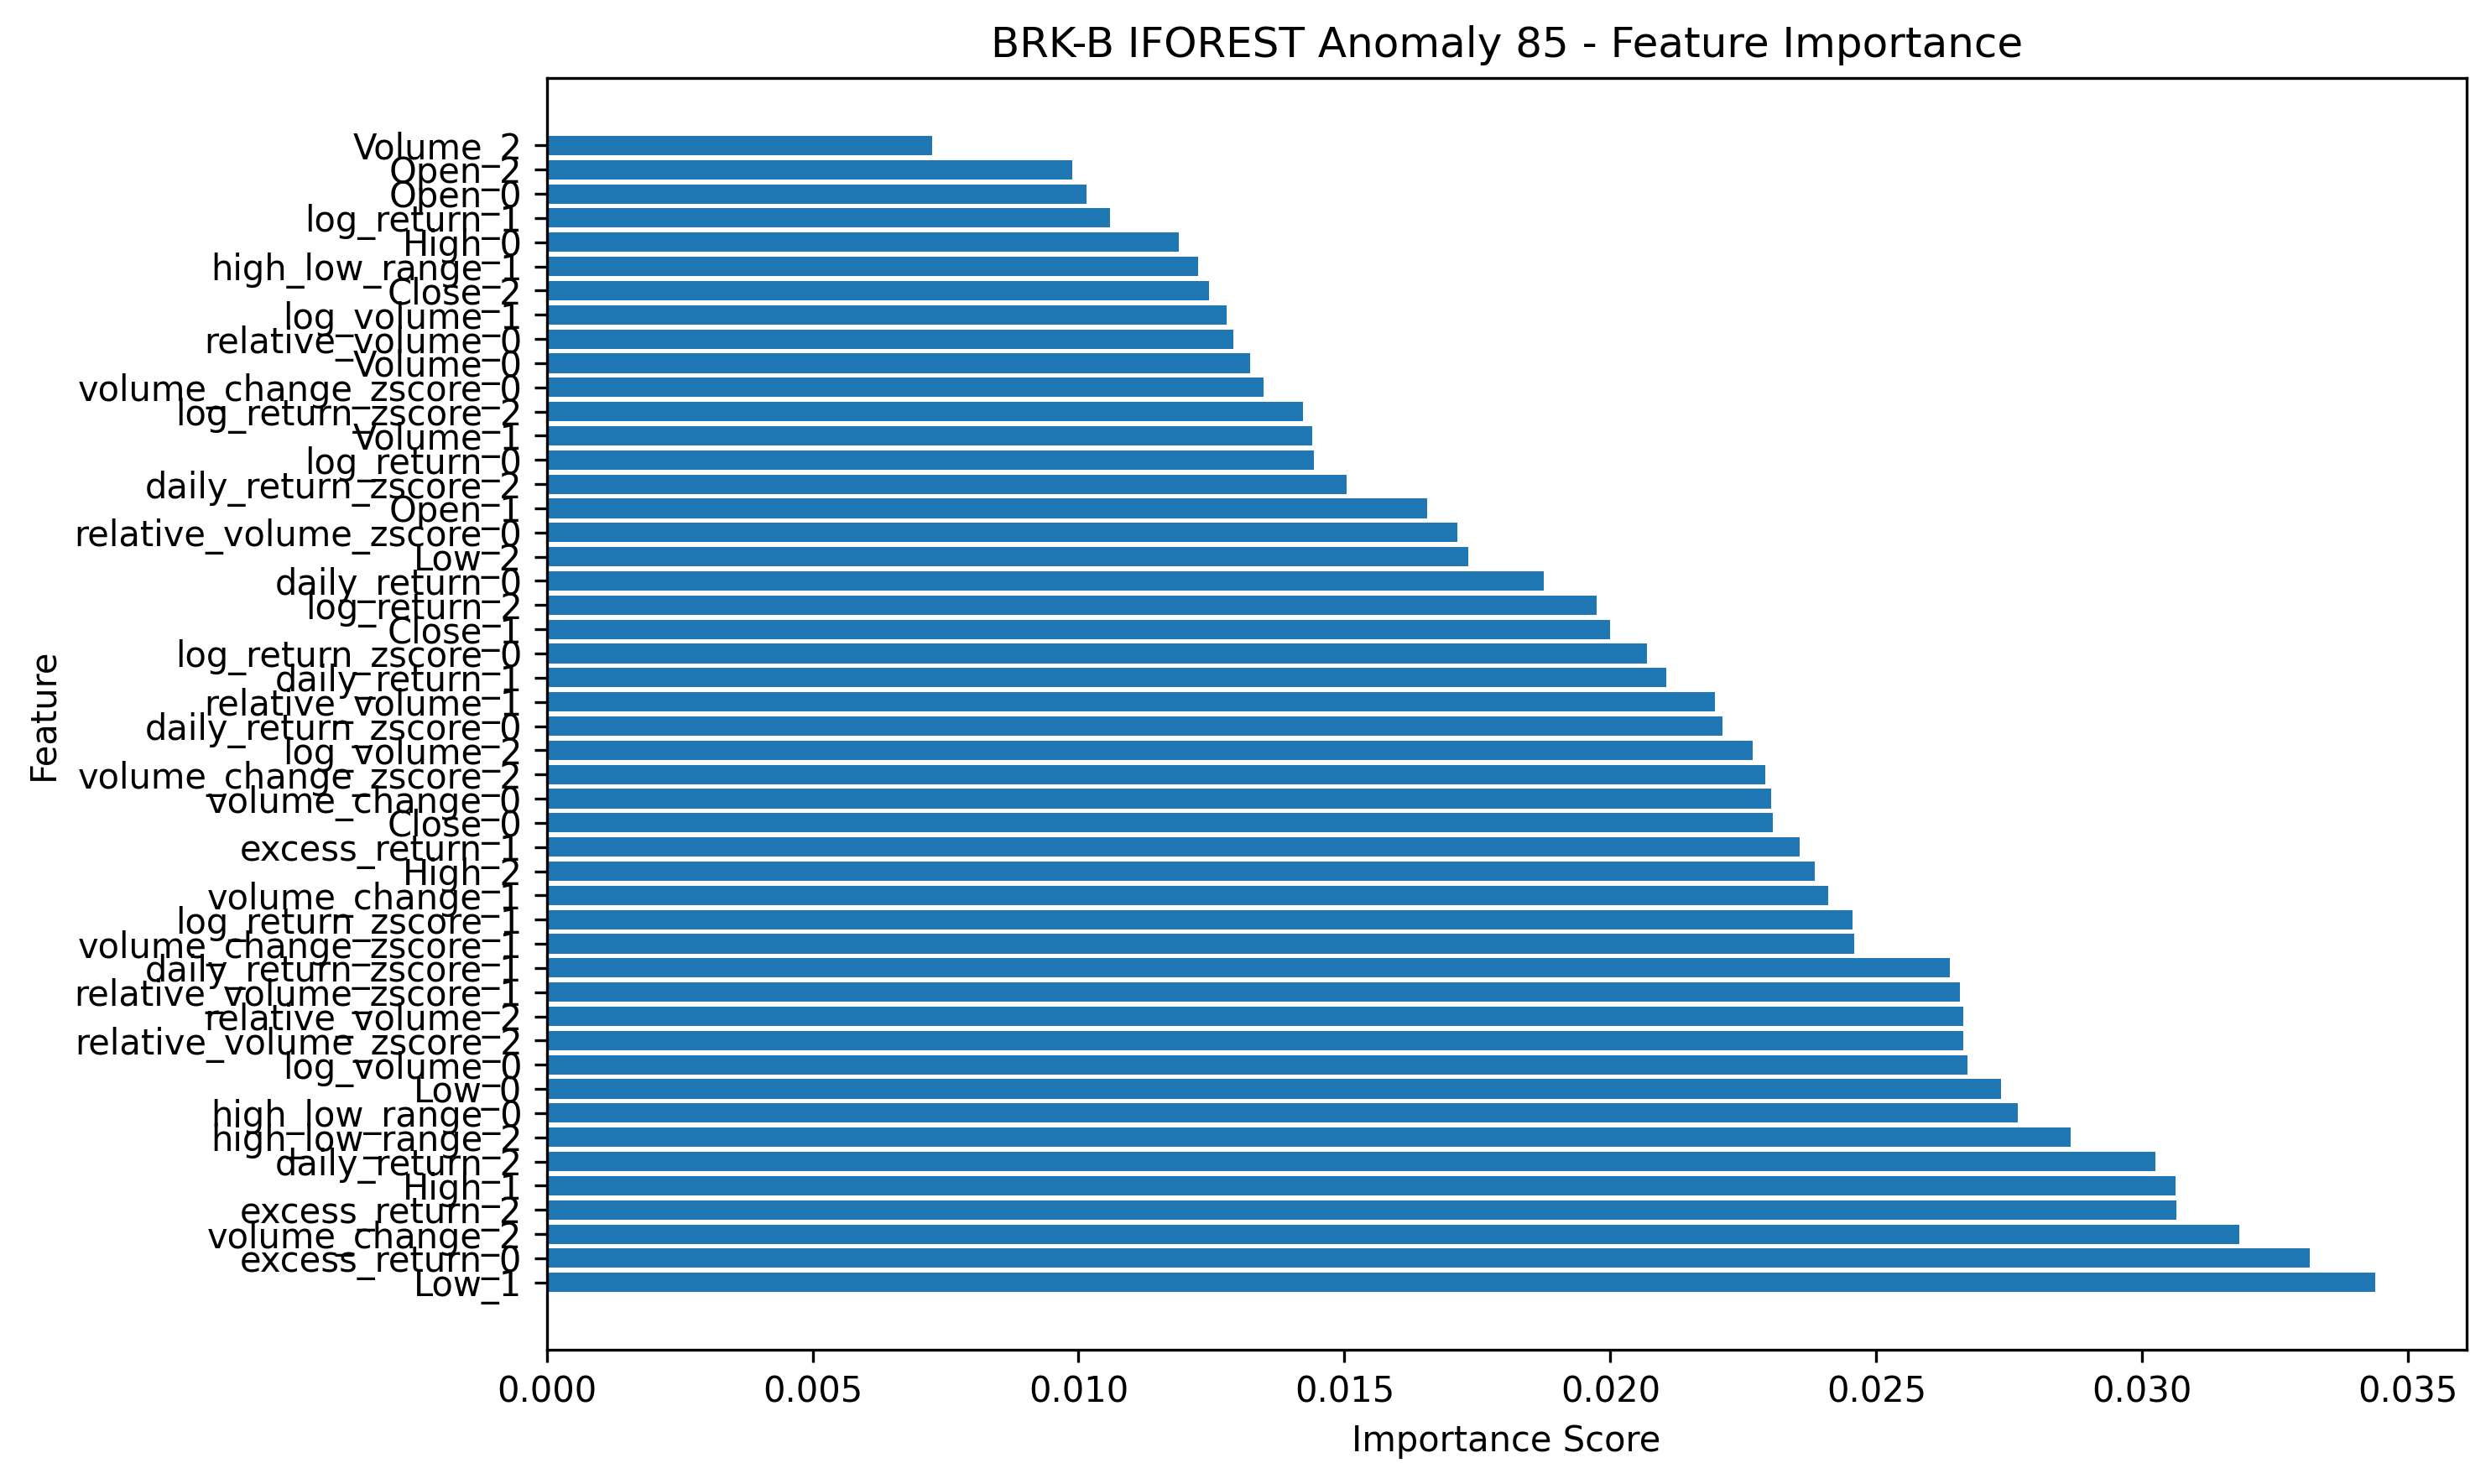 BRK-B IFOREST Anomaly 85 - Feature Importance
Volume_2
Open_2
Open_0
log_return_1
High_0
high_low_range_1
Close_2
log_volume_1
relative_volume_0
Volume_0
volume_change_zscore_0
log_return_zscore_2
Volume_1
log_return_0
daily_return_zscore_2
Open_1
relative_volume_zscore_0
Low_2
daily_return_0
log_return_2
Close_1
log_return_zscore_0
daily_return_1
relative_volume_1
daily_return_zscore_0
log_volume_2
volume_change_zscore_2
volume_change_0
Close_0
excess_return_1
High_2
volume_change_1
log_return_zscore_1
volume_change_zscore_1
daily_return_zscore_1
relative_volume_zscore_1
relative_volume_2
relative_volume_zscore_2
log_volume_0
Low_0
high_low_range_0
high_low_range_2
daily_return_2
High_1
excess_return_2
volume_change_2
excess_return_0
Low_1
Feature
0.000 0.005 0.010 0.015 0.020 0.025 0.030 0.035
Importance Score